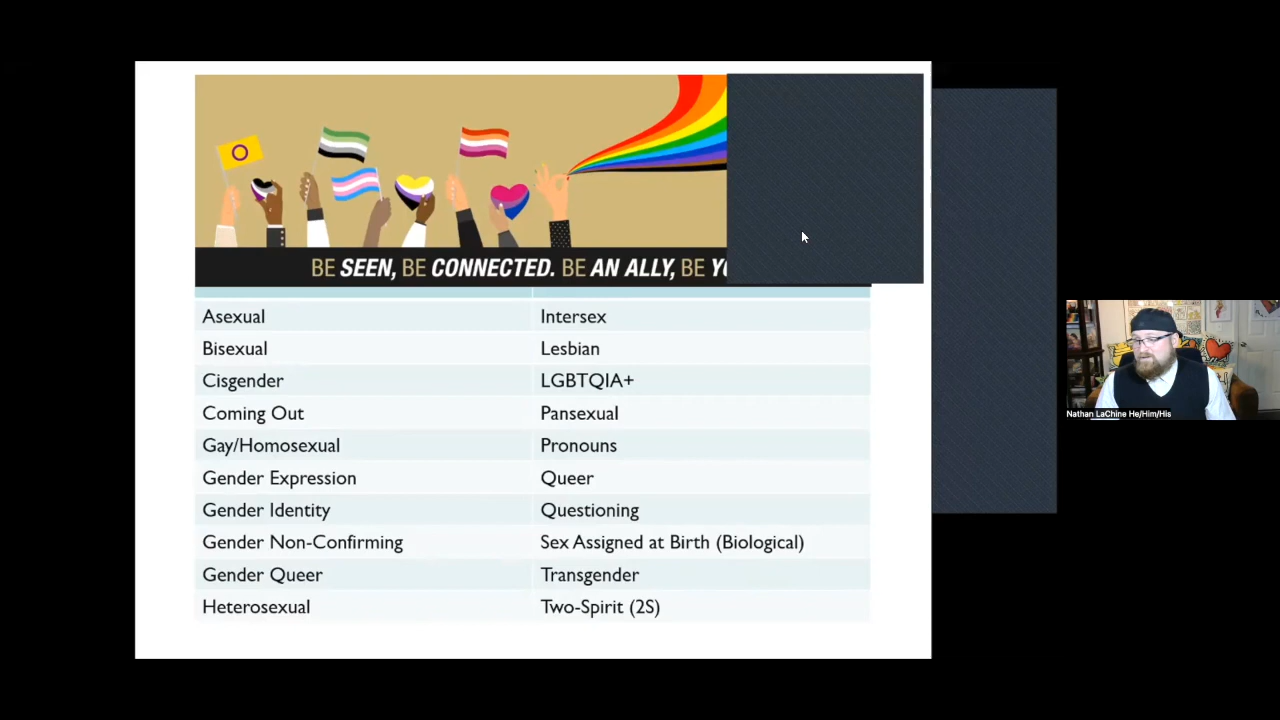 BE SEEN, BE CONNECTED. BE AN ALLY, BE
Asexual
Intersex
Bisexual
Lesbian
Cisgender
LGBTQIA+
Coming Out
Pansexual
Gay/Homosexual
Pronouns
Gender Expression
Queer
Gender Identity
Questioning
Gender Non-Confirming
Sex Assigned at Birth (Biological)
Gender Queer
Transgender
Heterosexual
Two-Spirit (2S)
Nathan LaChine He/Him/His